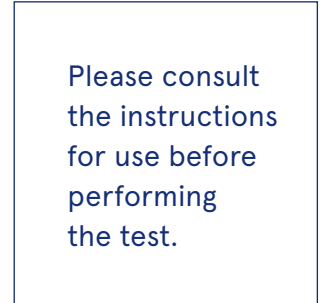 Please consult
the instructions
for use before
performing
the test.